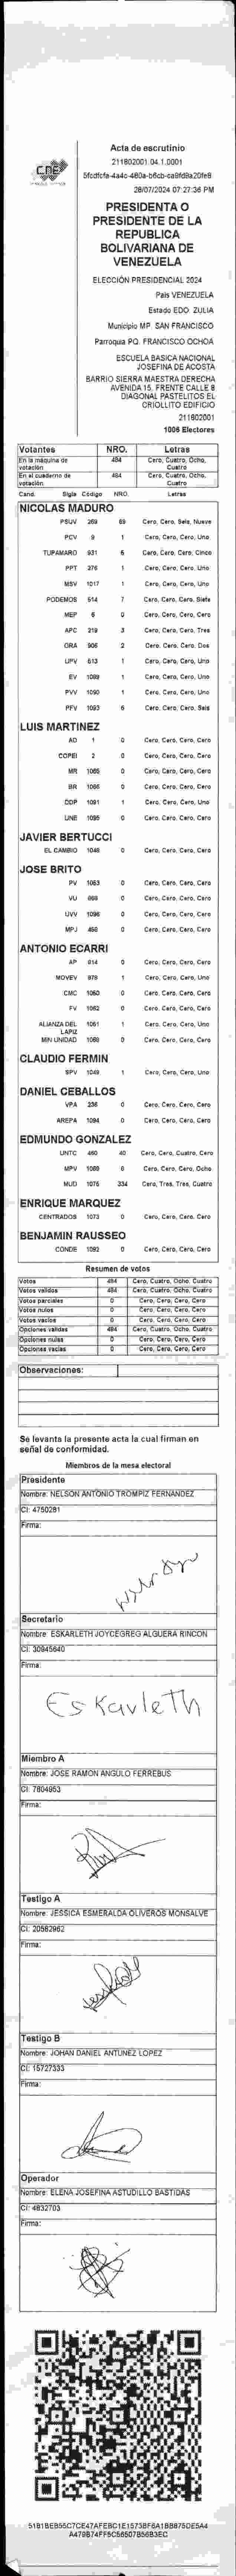 CNE
Acta de escrutinio
211602001.04.1.0001
28/07/2024 07:27:36 PM
PRESIDENTA O
PRESIDENTE DE LA
REPUBLICA
BOLIVARIANA DE
VENEZUELA
ELECCIÓN PRESIDENCIAL 2024
País VENEZUELA
Estado EDO. ZULIA
Municipio MP. SAN FRANCISCO
Parroquia PQ. FRANCISCO OCHOA
ESCUELA BASICA NACIONAL
JOSEFINA DE ACOSTA
BARRIO SIERRA MAESTRA DERECHA
AVENIDA 15. FRENTE CALLE 8
DIAGONAL PASTELITOS EL
CRIOLLITO EDIFICIO
211602001
1006 Electores
Votantes NRO. Letras
En la máquina de votación 484 Cero, Cuatro, Ocho, Cuatro
En el cuaderno de votación 484 Cero, Cuatro, Ocho, Cuatro
Cand. Sigla Código NRO. Letras
NICOLAS MADURO
PSUV 269 69 Cero, Cero, Seis, Nueve
PCV 9 1 Cero, Cero, Cero, Uno
TUPAMARO 931 5 Cero, Cero, Cero, Cinco
PPT 276 1 Cero, Cero, Cero, Uno
MSV 1017 1 Cero, Cero, Cero, Uno
PODEMOS 514 7 Cero, Cero, Cero, Siete
MEP 6 0 Cero, Cero, Cero, Cero
APC 219 3 Cero, Cero, Cero, Tres
ORA 906 2 Cero, Cero, Cero, Dos
UPV 613 1 Cero, Cero, Cero, Uno
EV 1089 1 Cero, Cero, Cero, Uno
PVV 1090 1 Cero, Cero, Cero, Uno
PFV 1093 6 Cero, Cero, Cero, Seis
LUIS MARTINEZ
AD 1 0 Cero, Cero, Cero, Cero
COPEI 2 0 Cero, Cero, Cero, Cero
MR 1065 0 Cero, Cero, Cero, Cero
BR 1086 0 Cero, Cero, Cero, Cero
DDP 1091 1 Cero, Cero, Cero, Uno
UNE 1095 0 Cero, Cero, Cero, Cero
JAVIER BERTUCCI
EL CAMBIO 1048 0 Cero, Cero, Cero, Cero
JOSE BRITO
PV 1063 0 Cero, Cero, Cero, Cero
VU 868 0 Cero, Cero, Cero, Cero
UVV 1096 0 Cero, Cero, Cero, Cero
MPJ 450 0 Cero, Cero, Cero, Cero
ANTONIO ECARRI
AP 914 0 Cero, Cero, Cero, Cero
MOVEV 979 1 Cero, Cero, Cero, Uno
CMC 1050 0 Cero, Cero, Cero, Cero
FV 1052 0 Cero, Cero, Cero, Cero
ALIANZA DEL LAPIZ 1061 1 Cero, Cero, Cero, Uno
MIN UNIDAD 1068 0 Cero, Cero, Cero, Cero
CLAUDIO FERMIN
SPV 1049 1 Cero, Cero, Cero, Uno
DANIEL CEBALLOS
VPA 236 0 Cero, Cero, Cero, Cero
AREPA 1094 0 Cero, Cero, Cero, Cero
EDMUNDO GONZALEZ
UNTC 460 40 Cero, Cero, Cuatro, Cero
MPV 1069 8 Cero, Cero, Cero, Ocho
MUD 1075 334 Cero, Tres, Tres, Cuatro
ENRIQUE MARQUEZ
CENTRADOS 1073 0 Cero, Cero, Cero, Cero
BENJAMIN RAUSSEO
CONDE 1092 0 Cero, Cero, Cero, Cero
Resumen de votos
Votos 484 Cero, Cuatro, Ocho, Cuatro
Votos válidos 484 Cero, Cuatro, Ocho, Cuatro
Votos parciales 0 Cero, Cero, Cero, Cero
Votos nulos 0 Cero, Cero, Cero, Cero
Votos vacíos 0 Cero, Cero, Cero, Cero
Opciones válidas 484 Cero, Cuatro, Ocho, Cuatro
Opciones nulas 0 Cero, Cero, Cero, Cero
Opciones vacías 0 Cero, Cero, Cero, Cero
Observaciones:
Se levanta la presente acta la cual firman en
señal de conformidad.
Miembros de la mesa electoral
Presidente
Nombre: NELSON ANTONIO TROMPIZ FERNANDEZ
CI: 4750281
Firma:
Secretario
Nombre: ESKARLETH JOYCEGREG ALGUERA RINCON
CI: 30845640
Firma:
Eskarleth
Miembro A
Nombre: JOSE RAMON ANGULO FERREBUS
CI: 7804953
Firma:
Testigo A
Nombre: JESSICA ESMERALDA OLIVEROS MONSALVE
CI: 20582962
Firma:
Testigo B
Nombre: JOHAN DANIEL ANTUNEZ LOPEZ
CI: 15727333
Firma:
Operador
Nombre: ELENA JOSEFINA ASTUDILLO BASTIDAS
CI: 4832703
Firma: